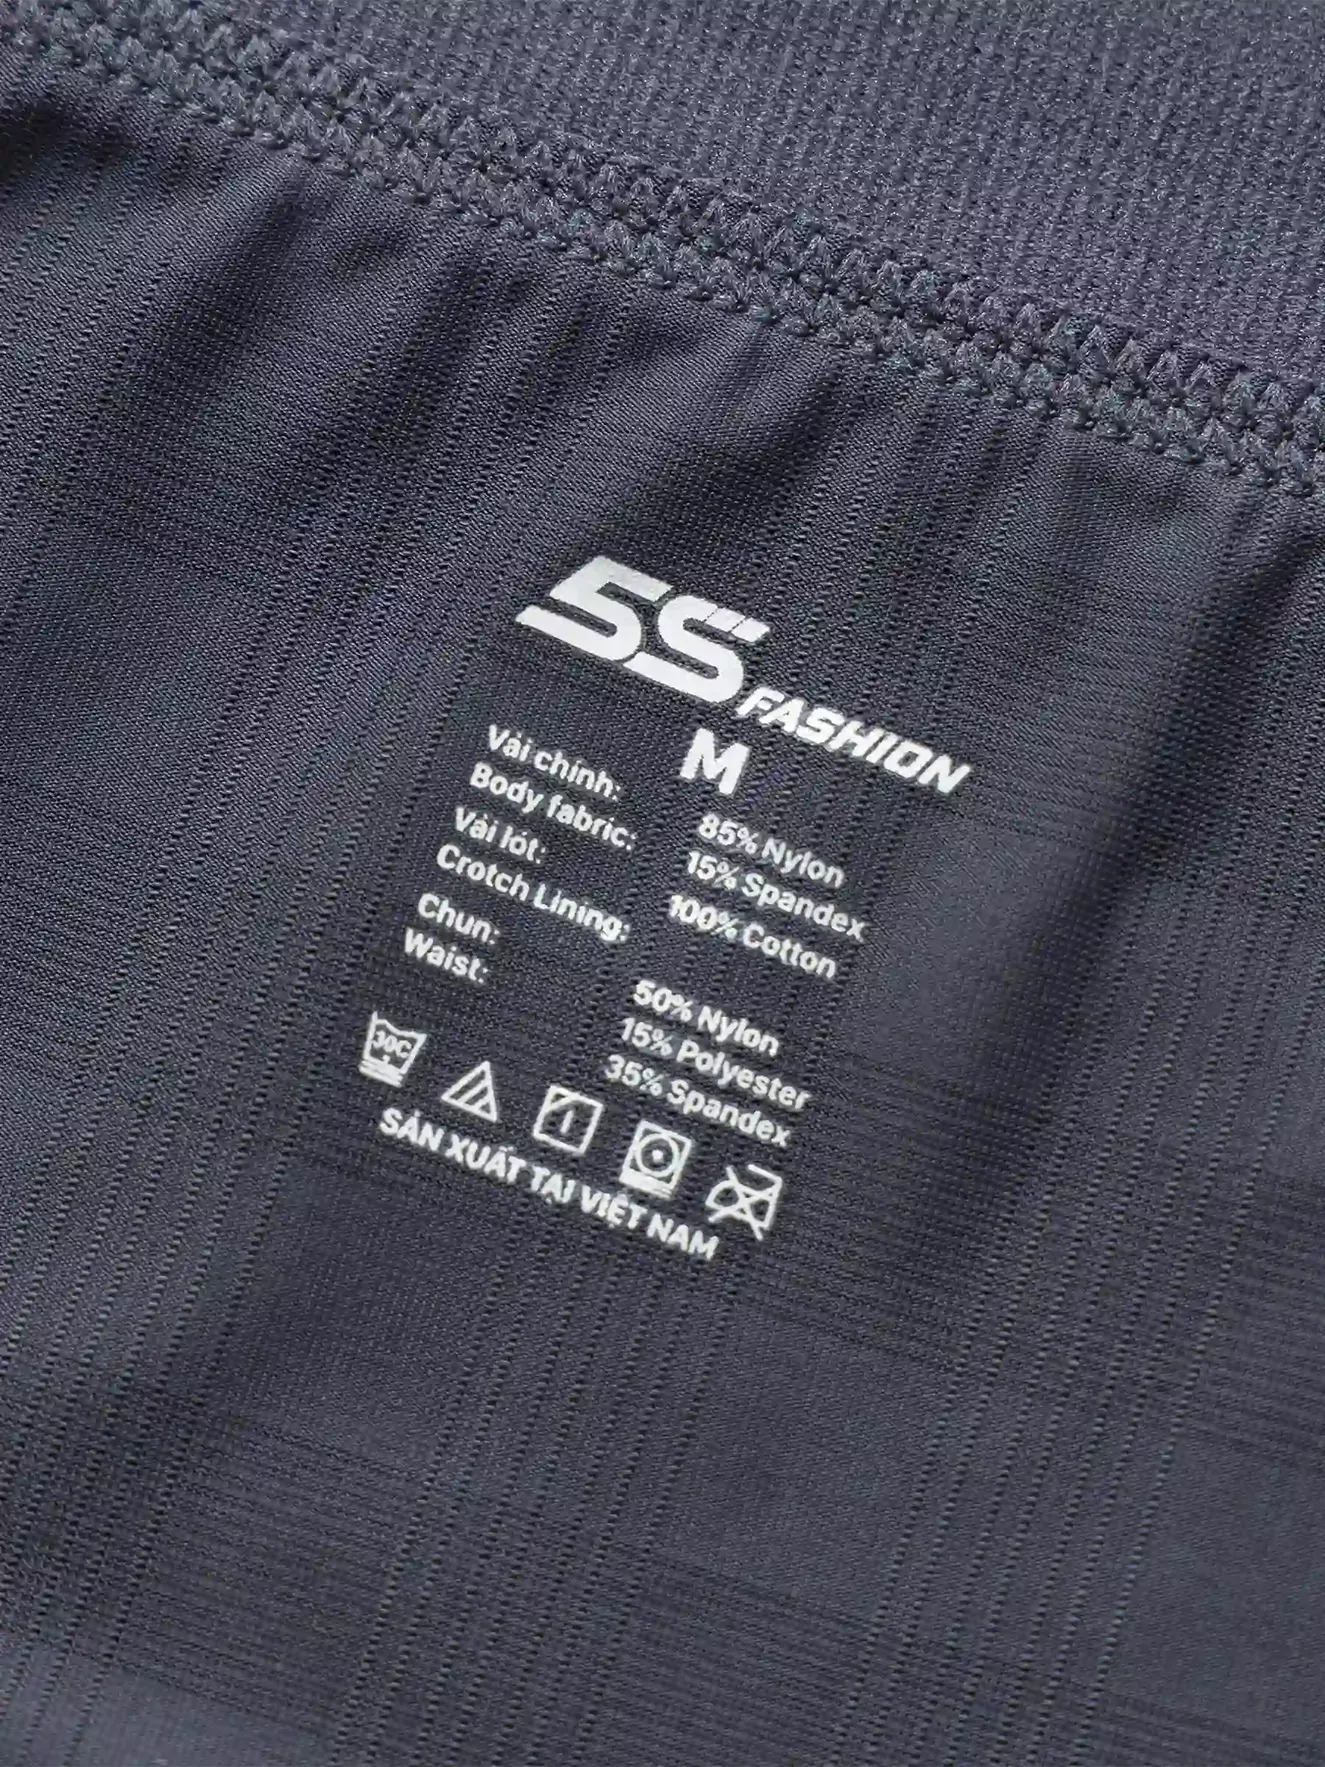 5S FASHION
M
Vải chính: 85% Nylon
Body fabric: 15% Spandex
Vải lót: 100% Cotton
Crotch Lining:
Chun: 50% Nylon
Waist: 15% Polyester
35% Spandex
30C
SẢN XUẤT TẠI VIỆT NAM